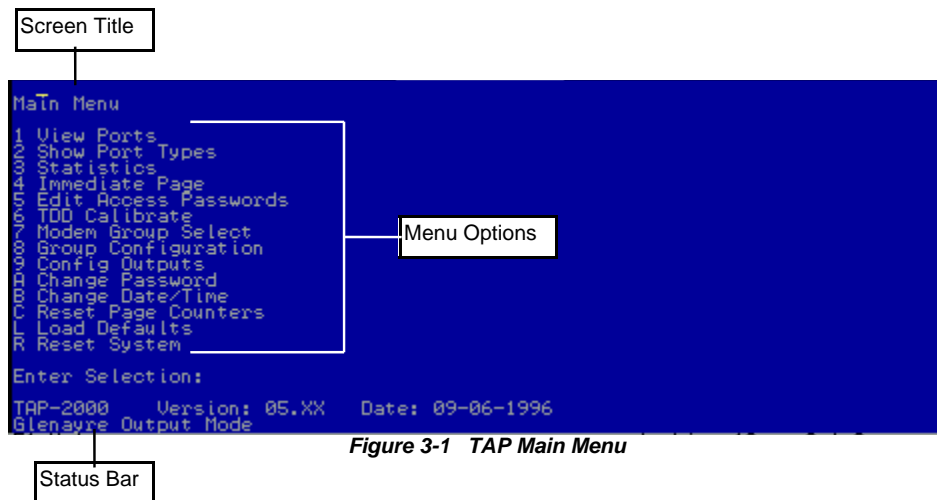 Screen Title
Main Menu
1 View Ports
2 Show Port Types
3 Statistics
4 Immediate Page
5 Edit Access Passwords
6 TDD Calibrate
7 Modem Group Select
8 Group Configuration
9 Config Outputs
A Change Password
B Change Date/Time
C Reset Page Counters
L Load Defaults
R Reset System
Menu Options
Enter Selection:
TAP-2000 Version: 05.XX Date: 09-06-1996
Glenayre Output Mode
Figure 3-1 TAP Main Menu
Status Bar